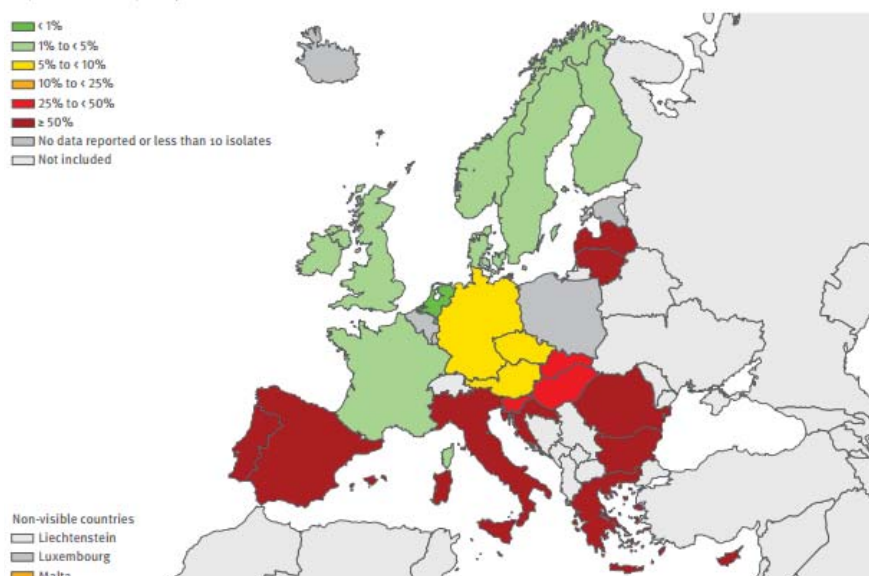 < 1%
1% to < 5%
5% to < 10%
10% to < 25%
25% to < 50%
≥ 50%
No data reported or less than 10 isolates
Not included
Non-visible countries
Liechtenstein
Luxembourg
Malta